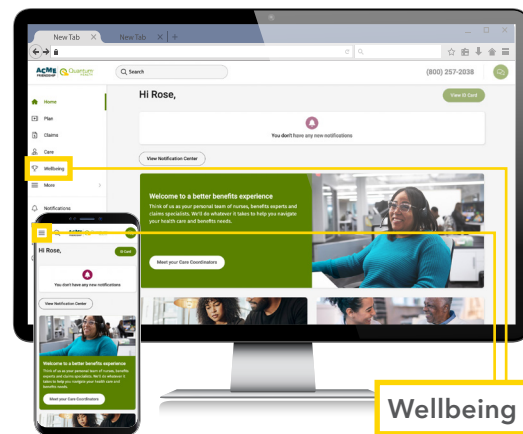 New Tab
New Tab
ACME
Quantum
HEALTH
Search
(800) 257-2038
Home
Plan
Claims
Care
Wellbeing
More
Notifications
Hi Rose,
View ID Card
You don't have any new notifications
View Notification Center
Welcome to a better benefits experience
Think of us as your personal team of nurses, benefits experts and
claims specialists. We'll do whatever it takes to help you navigate
your health care and benefits needs.
Meet your Care Coordinators
ACME
Hi Rose,
You don't have any new notifications
View Notification Center
Welcome to a better benefits experience
Think of us as your personal team of nurses, benefits
experts and claims specialists. We'll do whatever it
takes to help you navigate your health care and
benefits needs.
Meet your Care Coordinators
Wellbeing